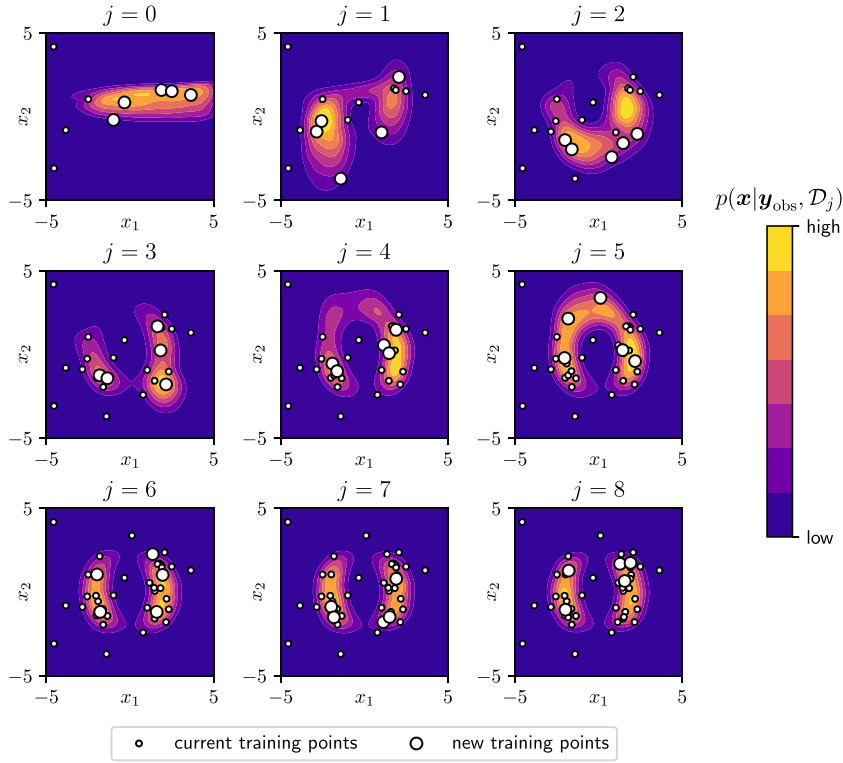 j = 0 j = 1 j = 2
5 5 5
x₂ x₂ x₂
−5 −5 −5
−5 x₁ 5 −5 x₁ 5 −5 x₁ 5
p(x|y_obs, D_j)
high
j = 3 j = 4 j = 5
5 5 5
x₂ x₂ x₂
−5 −5 −5
−5 x₁ 5 −5 x₁ 5 −5 x₁ 5
low
j = 6 j = 7 j = 8
5 5 5
x₂ x₂ x₂
−5 −5 −5
−5 x₁ 5 −5 x₁ 5 −5 x₁ 5
current training points new training points